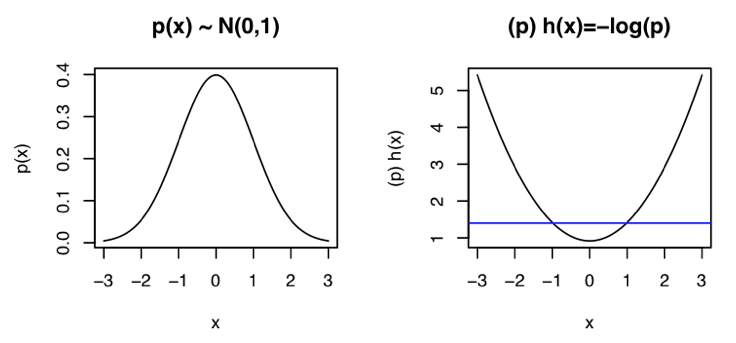 p(x) ~ N(0,1)
p(x)
0.0 0.1 0.2 0.3 0.4
−3 −2 −1 0 1 2 3
x
(p) h(x)=−log(p)
(p) h(x)
1 2 3 4 5
−3 −2 −1 0 1 2 3
x